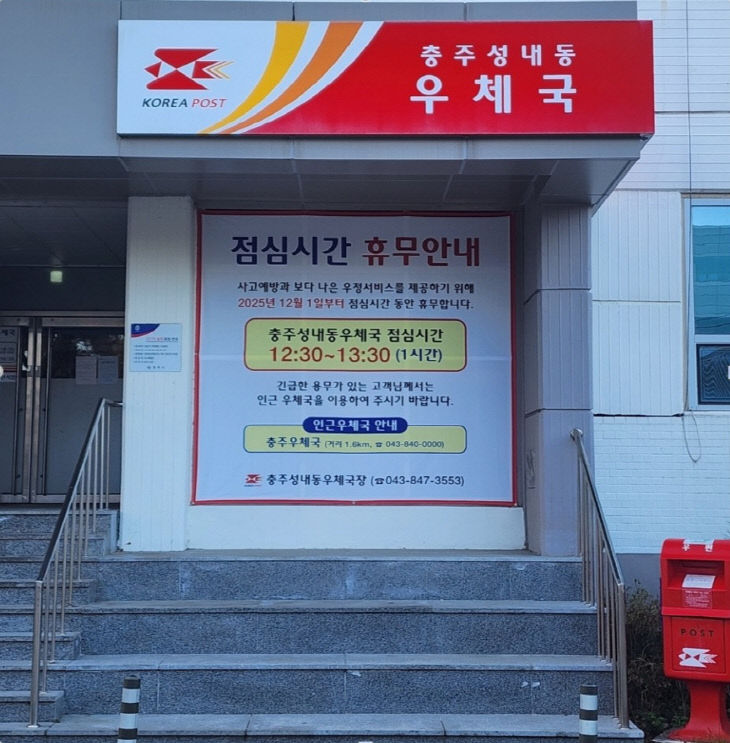 KOREA POST
충주성내동
우체국
점심시간 휴무안내
사고예방과 보다 나은 우정서비스를 제공하기 위해
2025년 12월 1일부터 점심시간 동안 휴무합니다.
충주성내동우체국 점심시간
12:30~13:30 (1시간)
긴급한 용무가 있는 고객님께서는
인근 우체국을 이용하여 주시기 바랍니다.
인근우체국 안내
충주우체국 (거리 1.6km, ☎ 043-840-0000)
충주성내동우체국장 (☎043-847-3553)
우편
POST